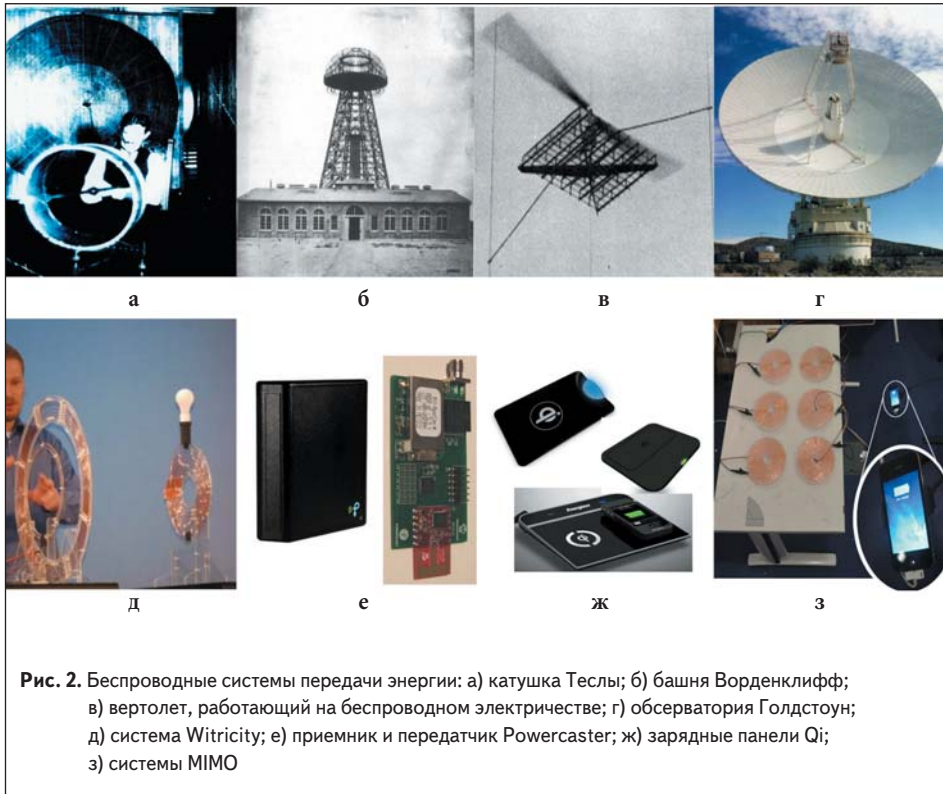 а б в г
д е ж з
Рис. 2. Беспроводные системы передачи энергии: а) катушка Теслы; б) башня Ворденклифф;
в) вертолет, работающий на беспроводном электричестве; г) обсерватория Голдстоун;
д) система Witricity; е) приемник и передатчик Powercaster; ж) зарядные панели Qi;
з) системы MIMO